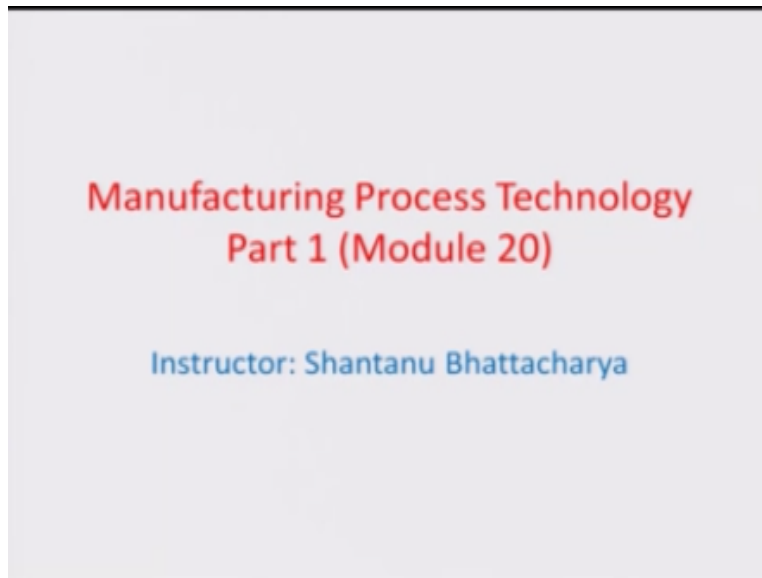 Manufacturing Process Technology
Part 1 (Module 20)
Instructor: Shantanu Bhattacharya